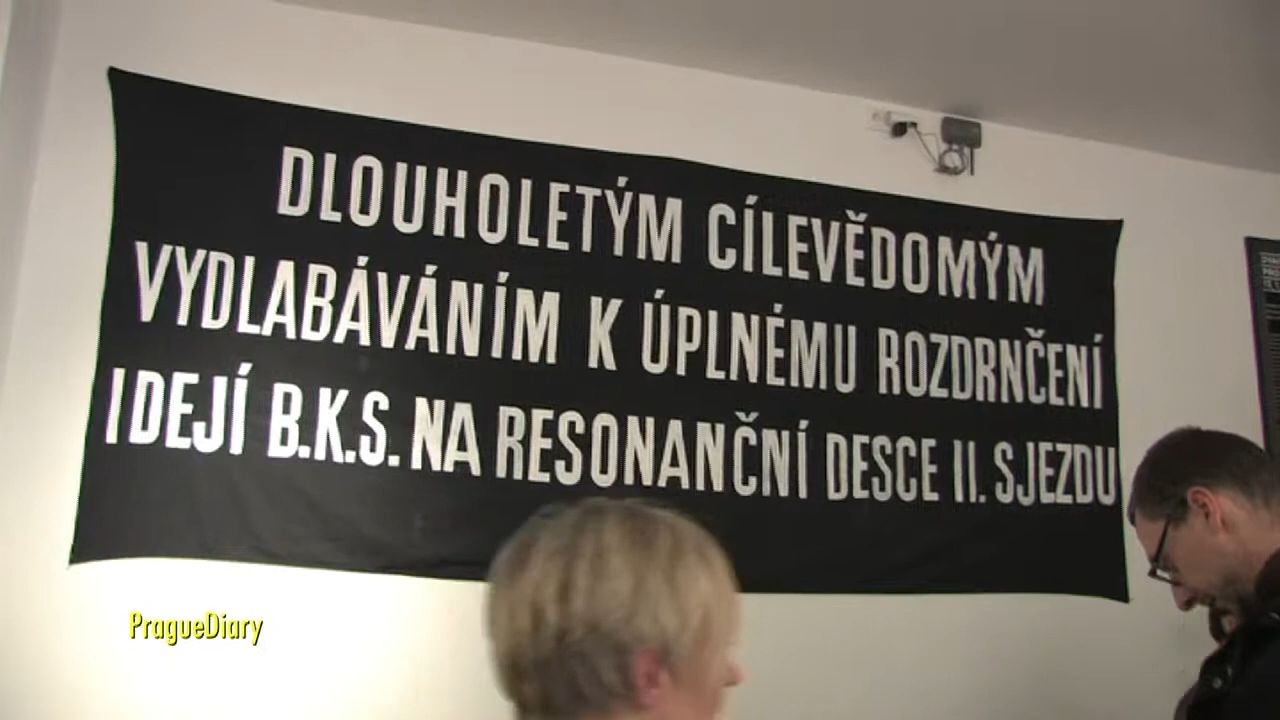 DLOUHOLETÝM CÍLEVĚDOMÝM
VYDLABÁVÁNÍM K ÚPLNÉMU ROZDRNČENÍ
IDEJÍ B.K.S. NA RESONANČNÍ DESCE II. SJEZDU
PragueDiary